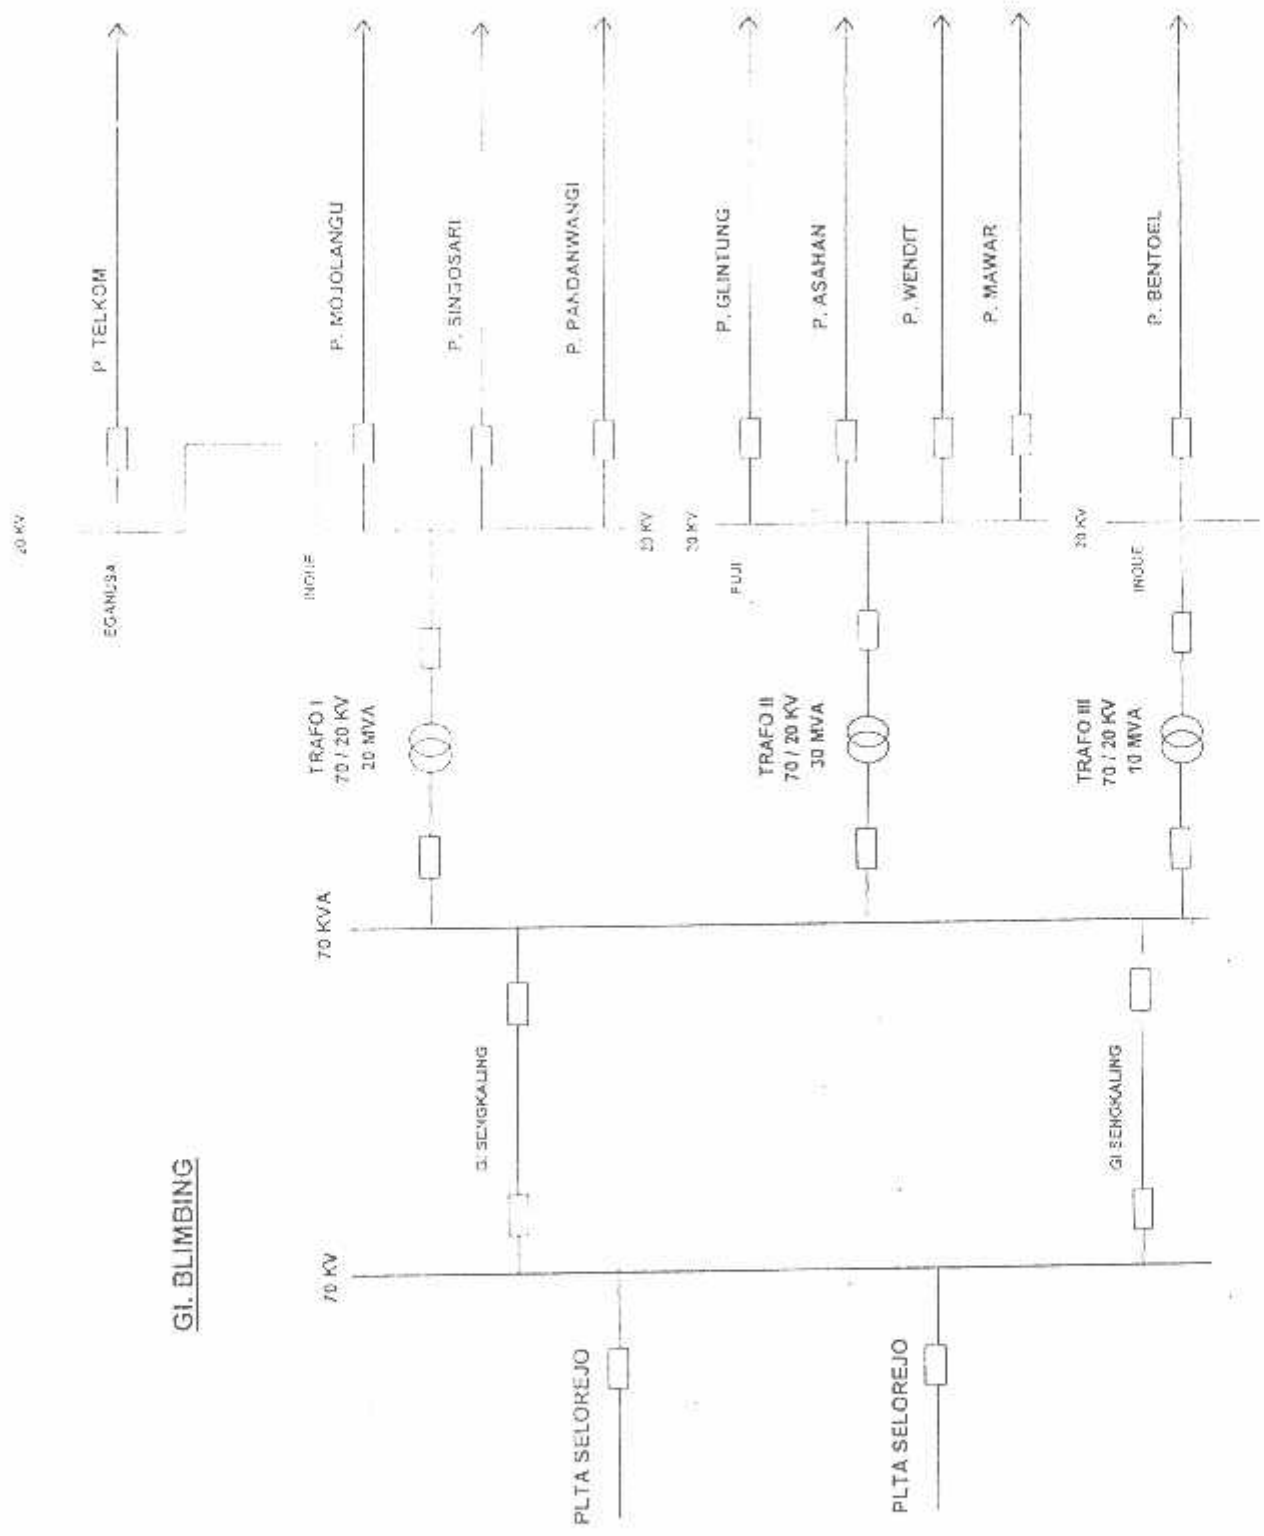 GI. BLIMBING
PLTA SELOREJO
PLTA SELOREJO
70 KV
GI SENGKALING
GI SENGKALING
70 KVA
TRAFO I
70 / 20 KV
20 MVA
TRAFO II
70 / 20 KV
30 MVA
TRAFO III
70 / 20 KV
10 MVA
20 KV
EGANUSA
INOUE
20 KV
20 KV
FUJI
20 KV
INOUE
P. TELKOM
P. MOJOLANGU
P. SINGOSARI
P. PANDANWANGI
P. GLINTUNG
P. ASAHAN
P. WENDIT
P. MAWAR
P. BENTOEL